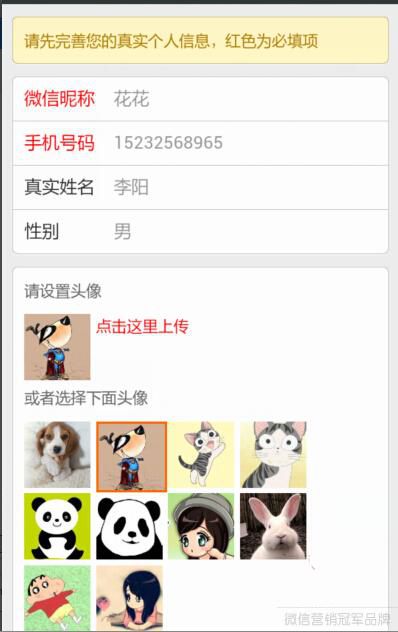 请先完善您的真实个人信息，红色为必填项
微信昵称 花花
手机号码 15232568965
真实姓名 李阳
性别 男
请设置头像
点击这里上传
或者选择下面头像
微信营销冠军品牌